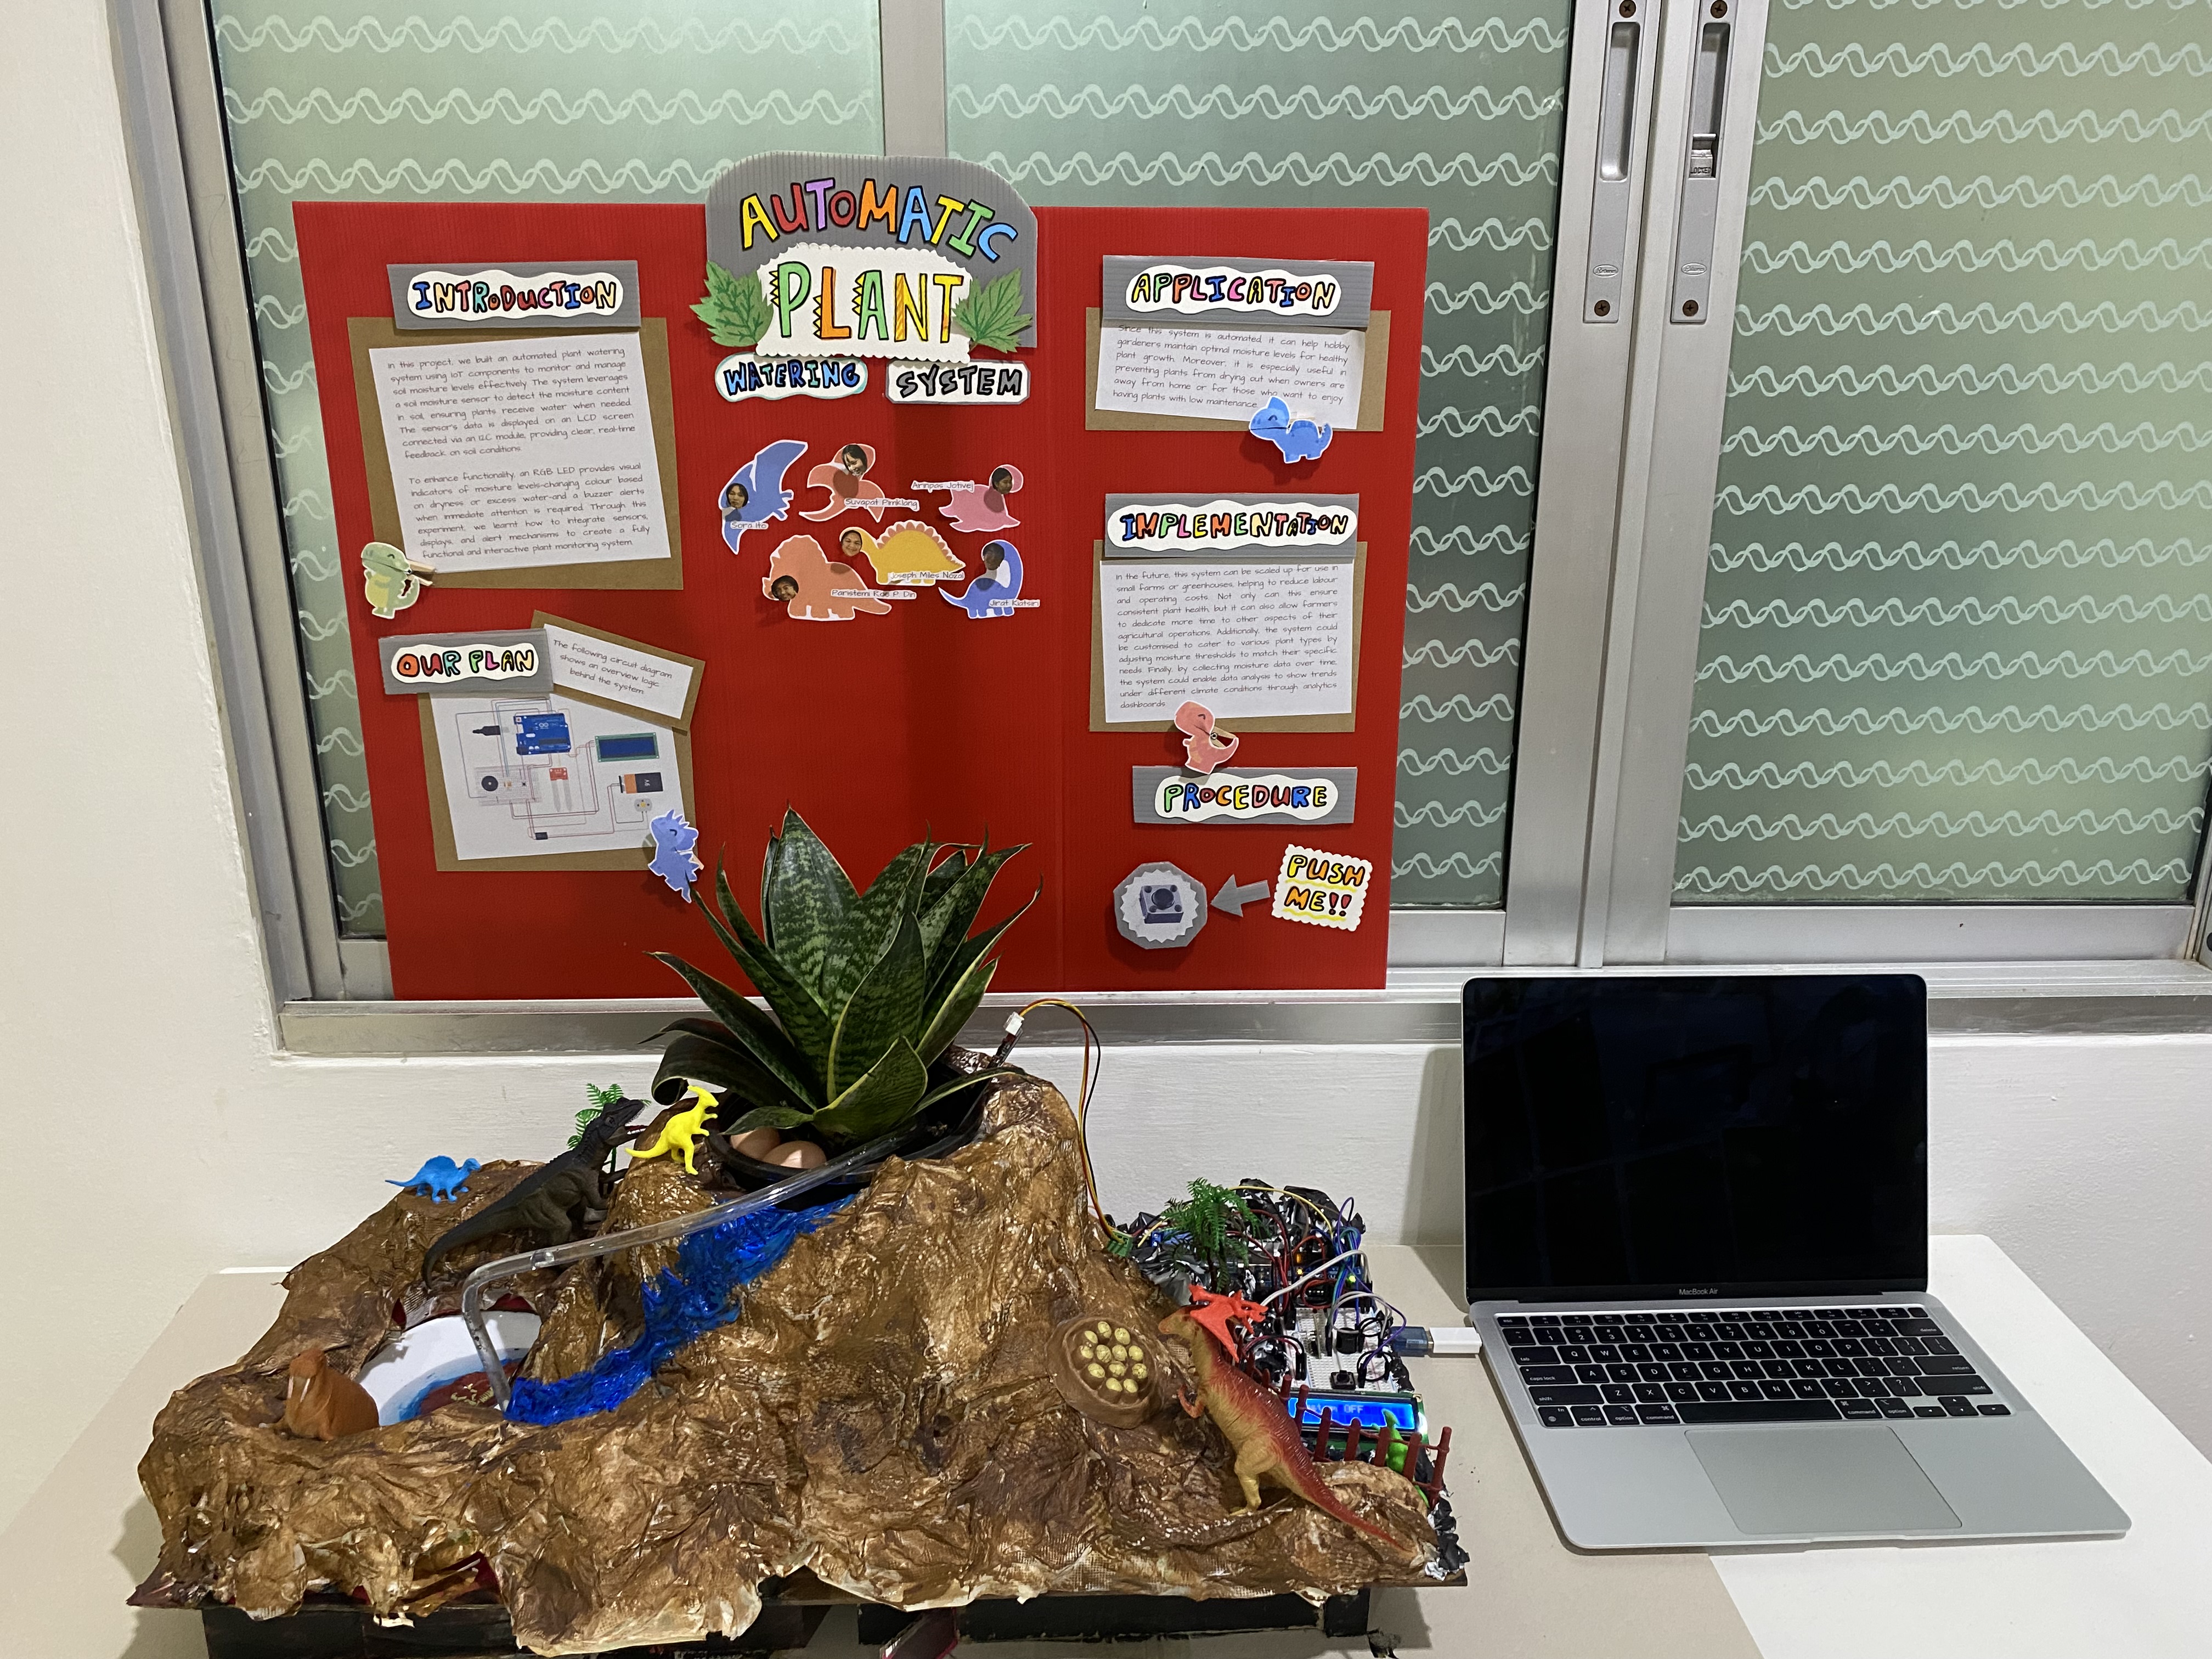 AUTOMATIC
PLANT
WATERING
SYSTEM
INTRODUCTION
In this project, we built an automated plant watering
system using IoT components to monitor and manage
soil moisture levels effectively. The system leverages
a soil moisture sensor to detect the moisture content
in soil, ensuring plants receive water when needed.
The sensor's data is displayed on an LCD screen
connected via an I2C module, providing clear, real-time
feedback on soil conditions.
To enhance functionality, an RGB LED provides visual
indicators of moisture levels-changing colour based
on dryness or excess water-and a buzzer alerts
when immediate attention is required. Through this
experiment, we learnt how to integrate sensors,
displays, and alert mechanisms to create a fully
functional and interactive plant monitoring system.
OUR PLAN
The following circuit diagram
shows an overview logic
behind the system
Sora Ito
Suvapat Pimklang
Arinpas Jotivej
Joseph Miles Nozal
Jirat Kiatsiri
APPLICATION
Since this system is automated, it can help hobby
gardeners maintain optimal moisture levels for healthy
plant growth. Moreover, it is especially useful in
preventing plants from drying out when owners are
away from home or for those who want to enjoy
having plants with low maintenance.
IMPLEMENTATION
In the future, this system can be scaled up for use in
small farms or greenhouses, helping to reduce labour
and operating costs. Not only can this ensure
consistent plant health, but it can also allow farmers
to dedicate more time to other aspects of their
agricultural operations. Additionally, the system could
be customised to cater to various plant types by
adjusting moisture thresholds to match their specific
needs. Finally, by collecting moisture data over time,
the system could enable data analysis to show trends
under different climate conditions through analytics
dashboards.
PROCEDURE
PUSH
ME!!
MacBook Air
OFF
Q W E R T Y U I O P
A S D F G H J K L
Z X C V B N M
control option command
command option